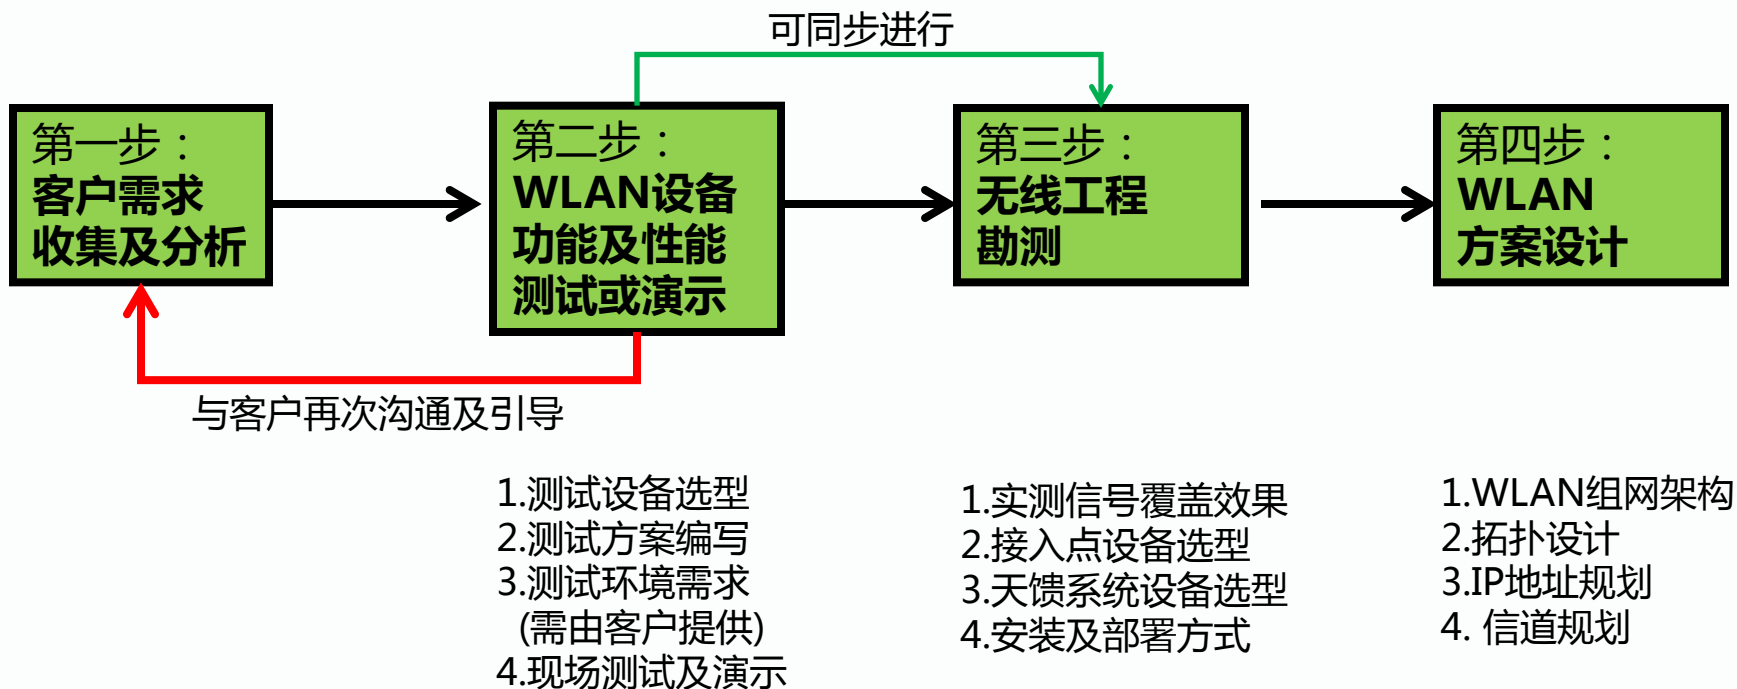 可同步进行
第一步：
客户需求
收集及分析
第二步：
WLAN设备
功能及性能
测试或演示
第三步：
无线工程
勘测
第四步：
WLAN
方案设计
与客户再次沟通及引导
1.测试设备选型
2.测试方案编写
3.测试环境需求
(需由客户提供)
4.现场测试及演示
1.实测信号覆盖效果
2.接入点设备选型
3.天馈系统设备选型
4.安装及部署方式
1.WLAN组网架构
2.拓扑设计
3.IP地址规划
4. 信道规划